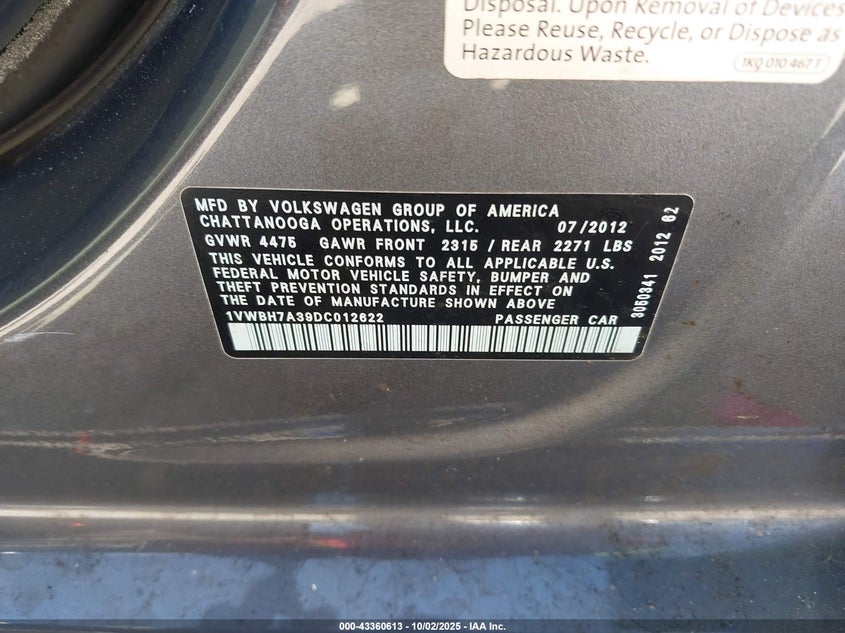 Disposal. Upon Removal of Devices
Please Reuse, Recycle, or Dispose as
Hazardous Waste.
1K0 010 467 T
MFD BY VOLKSWAGEN GROUP OF AMERICA
CHATTANOOGA OPERATIONS, LLC. 07/2012
GVWR 4475 GAWR FRONT 2315 / REAR 2271 LBS
THIS VEHICLE CONFORMS TO ALL APPLICABLE U.S.
FEDERAL MOTOR VEHICLE SAFETY, BUMPER AND
THEFT PREVENTION STANDARDS IN EFFECT ON
THE DATE OF MANUFACTURE SHOWN ABOVE
1VWBH7A39DC012622 PASSENGER CAR
3050341 2012 62
000-43360613 - 10/02/2025 - IAA Inc.